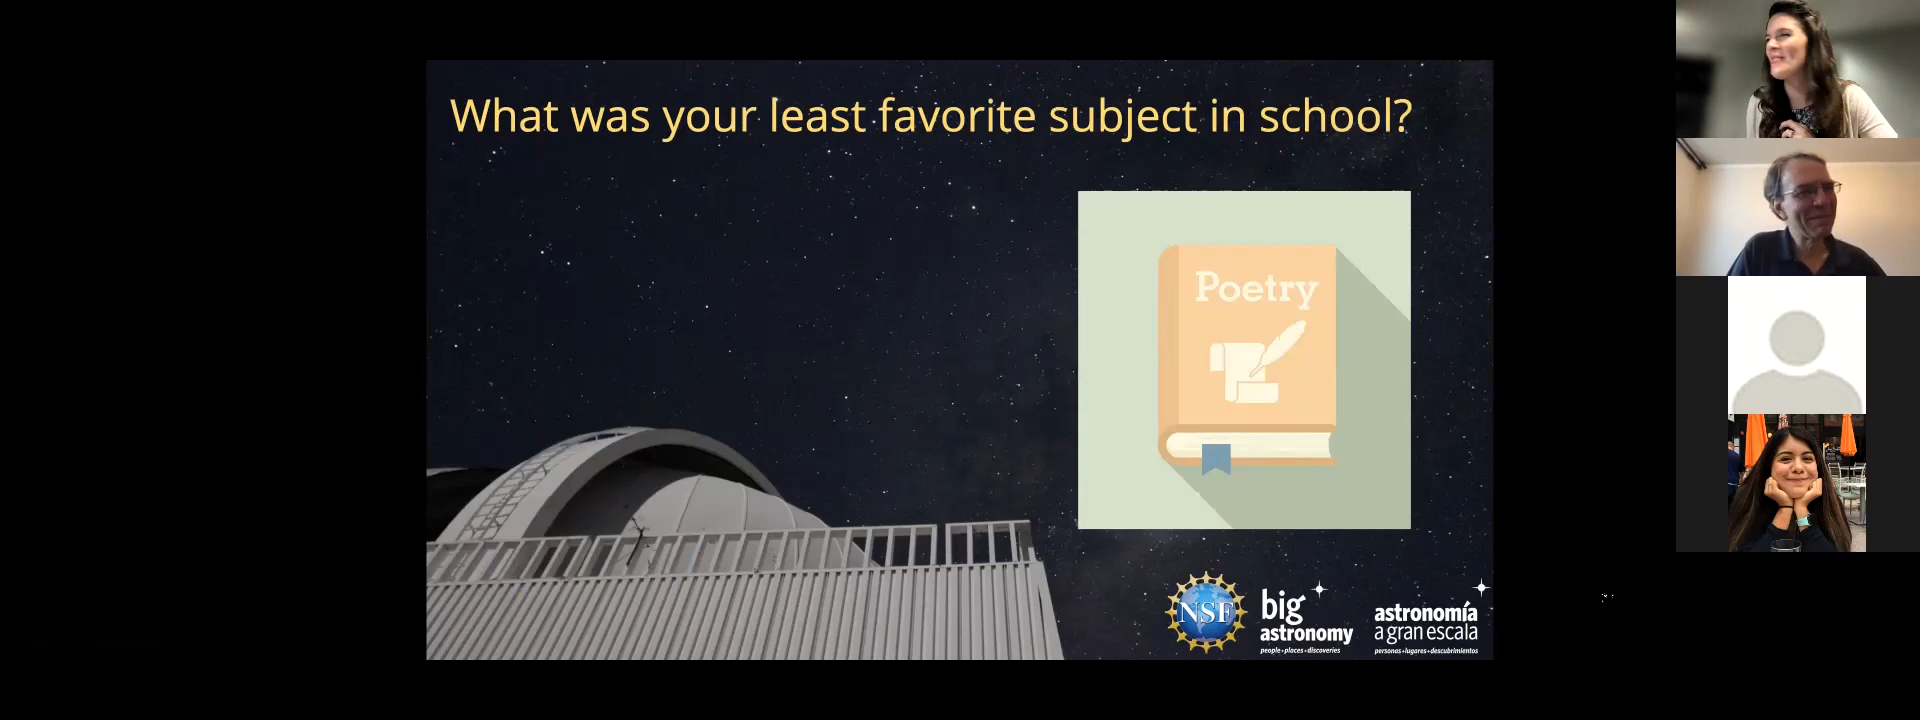 What was your least favorite subject in school?
Poetry
NSF
big
astronomy
people•places•discoveries
astronomía
a gran escala
personas•lugares•descubrimientos